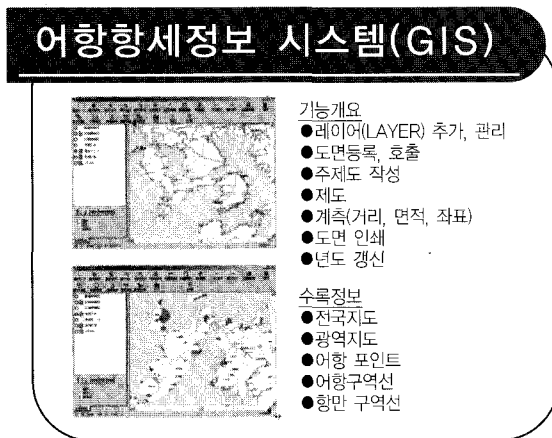 어항항세정보 시스템(GIS)
기능개요
●레이어(LAYER) 추가, 관리
●도면등록, 호출
●주제도 작성
●제도
●계측(거리, 면적, 좌표)
●도면 인쇄
●년도 갱신
수록정보
●전국지도
●광역지도
●어항 포인트
●어항구역선
●항만 구역선